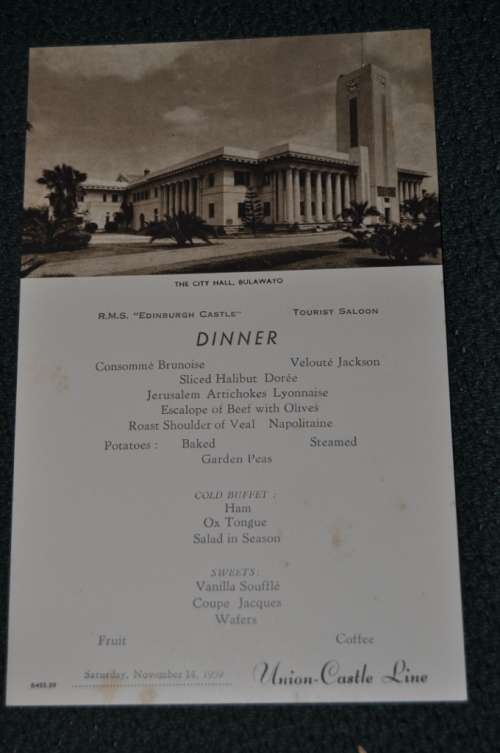 THE CITY HALL, BULAWAYO
R.M.S. "EDINBURGH CASTLE" TOURIST SALOON
DINNER
Consommé Brunoise Velouté Jackson
Sliced Halibut Dorée
Jerusalem Artichokes Lyonnaise
Escalope of Beef with Olives
Roast Shoulder of Veal Napolitaine
Potatoes: Baked Steamed
Garden Peas
COLD BUFFET:
Ham
Ox Tongue
Salad in Season
SWEETS:
Vanilla Soufflé
Coupe Jacques
Wafers
Fruit Coffee
Saturday, November 14, 1959 Union-Castle Line